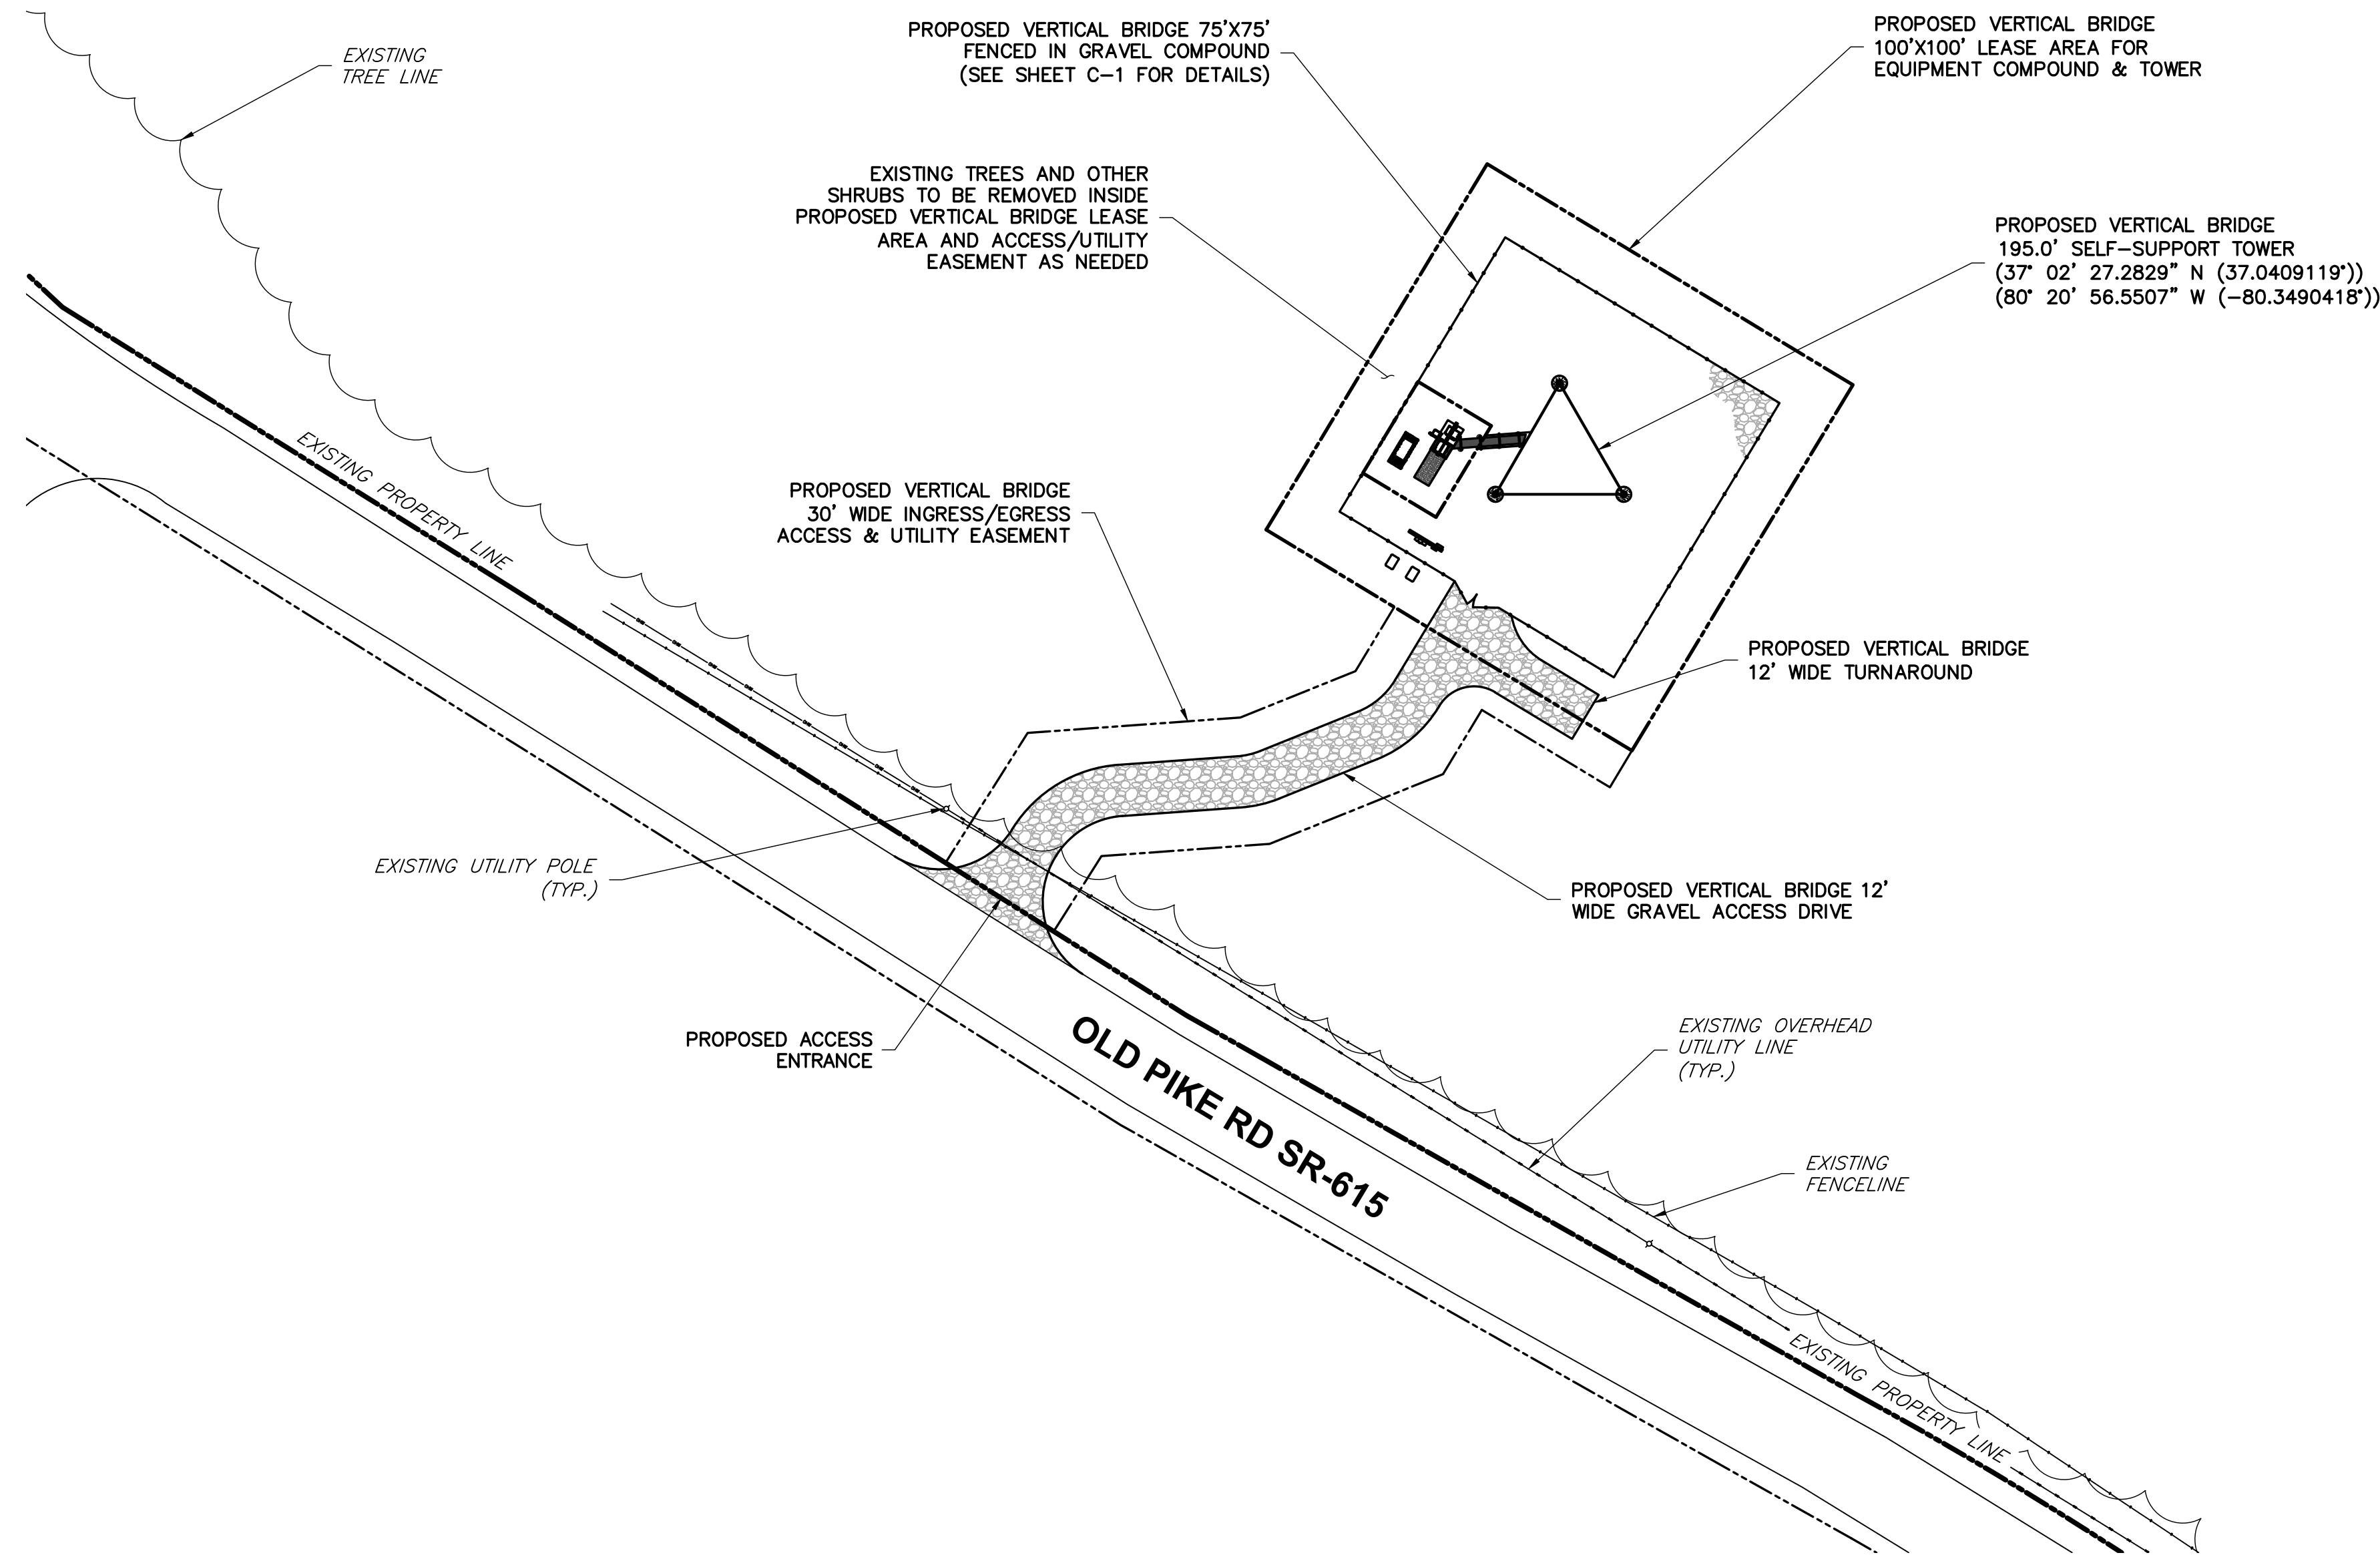 EXISTING
TREE LINE
PROPOSED VERTICAL BRIDGE 75'X75'
FENCED IN GRAVEL COMPOUND
(SEE SHEET C-1 FOR DETAILS)
PROPOSED VERTICAL BRIDGE
100'X100' LEASE AREA FOR
EQUIPMENT COMPOUND & TOWER
EXISTING TREES AND OTHER
SHRUBS TO BE REMOVED INSIDE
PROPOSED VERTICAL BRIDGE LEASE
AREA AND ACCESS/UTILITY
EASEMENT AS NEEDED
PROPOSED VERTICAL BRIDGE
195.0' SELF-SUPPORT TOWER
(37° 02' 27.2829" N (37.0409119°))
(80° 20' 56.5507" W (-80.3490418°))
EXISTING PROPERTY LINE
PROPOSED VERTICAL BRIDGE
30' WIDE INGRESS/EGRESS
ACCESS & UTILITY EASEMENT
PROPOSED VERTICAL BRIDGE
12' WIDE TURNAROUND
EXISTING UTILITY POLE
(TYP.)
PROPOSED VERTICAL BRIDGE 12'
WIDE GRAVEL ACCESS DRIVE
PROPOSED ACCESS
ENTRANCE
OLD PIKE RD SR-615
EXISTING OVERHEAD
UTILITY LINE
(TYP.)
EXISTING
FENCELINE
EXISTING PROPERTY LINE